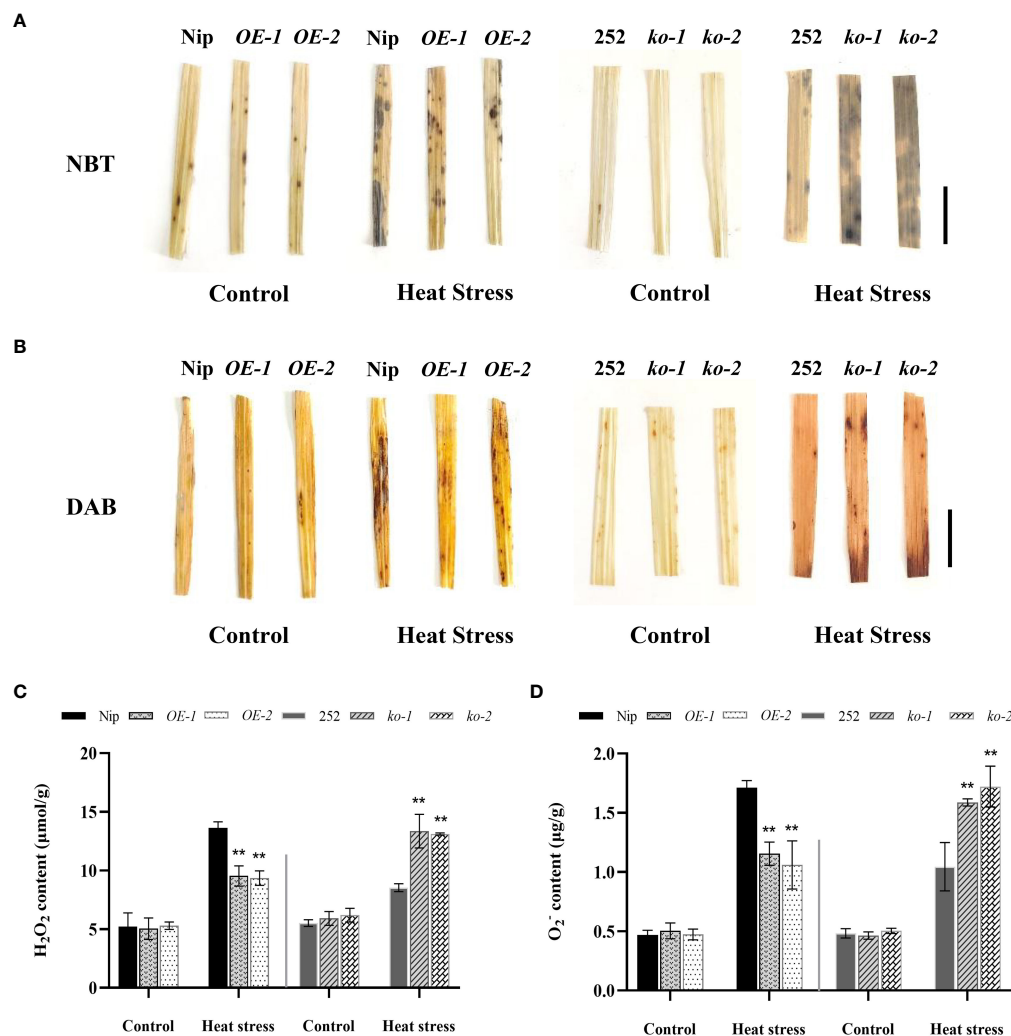 A
Nip OE-1 OE-2 Nip OE-1 OE-2 252 ko-1 ko-2 252 ko-1 ko-2
NBT
Control Heat Stress Control Heat Stress
B
Nip OE-1 OE-2 Nip OE-1 OE-2 252 ko-1 ko-2 252 ko-1 ko-2
DAB
Control Heat Stress Control Heat Stress
C
Nip OE-1 OE-2 252 ko-1 ko-2
H₂O₂ content (μmol/g)
20
15
10
5
0
** ** ** **
Control Heat stress Control Heat stress
D
Nip OE-1 OE-2 252 ko-1 ko-2
O₂⁻ content (μg/g)
2.0
1.5
1.0
0.5
0.0
** ** ** **
Control Heat stress Control Heat stress